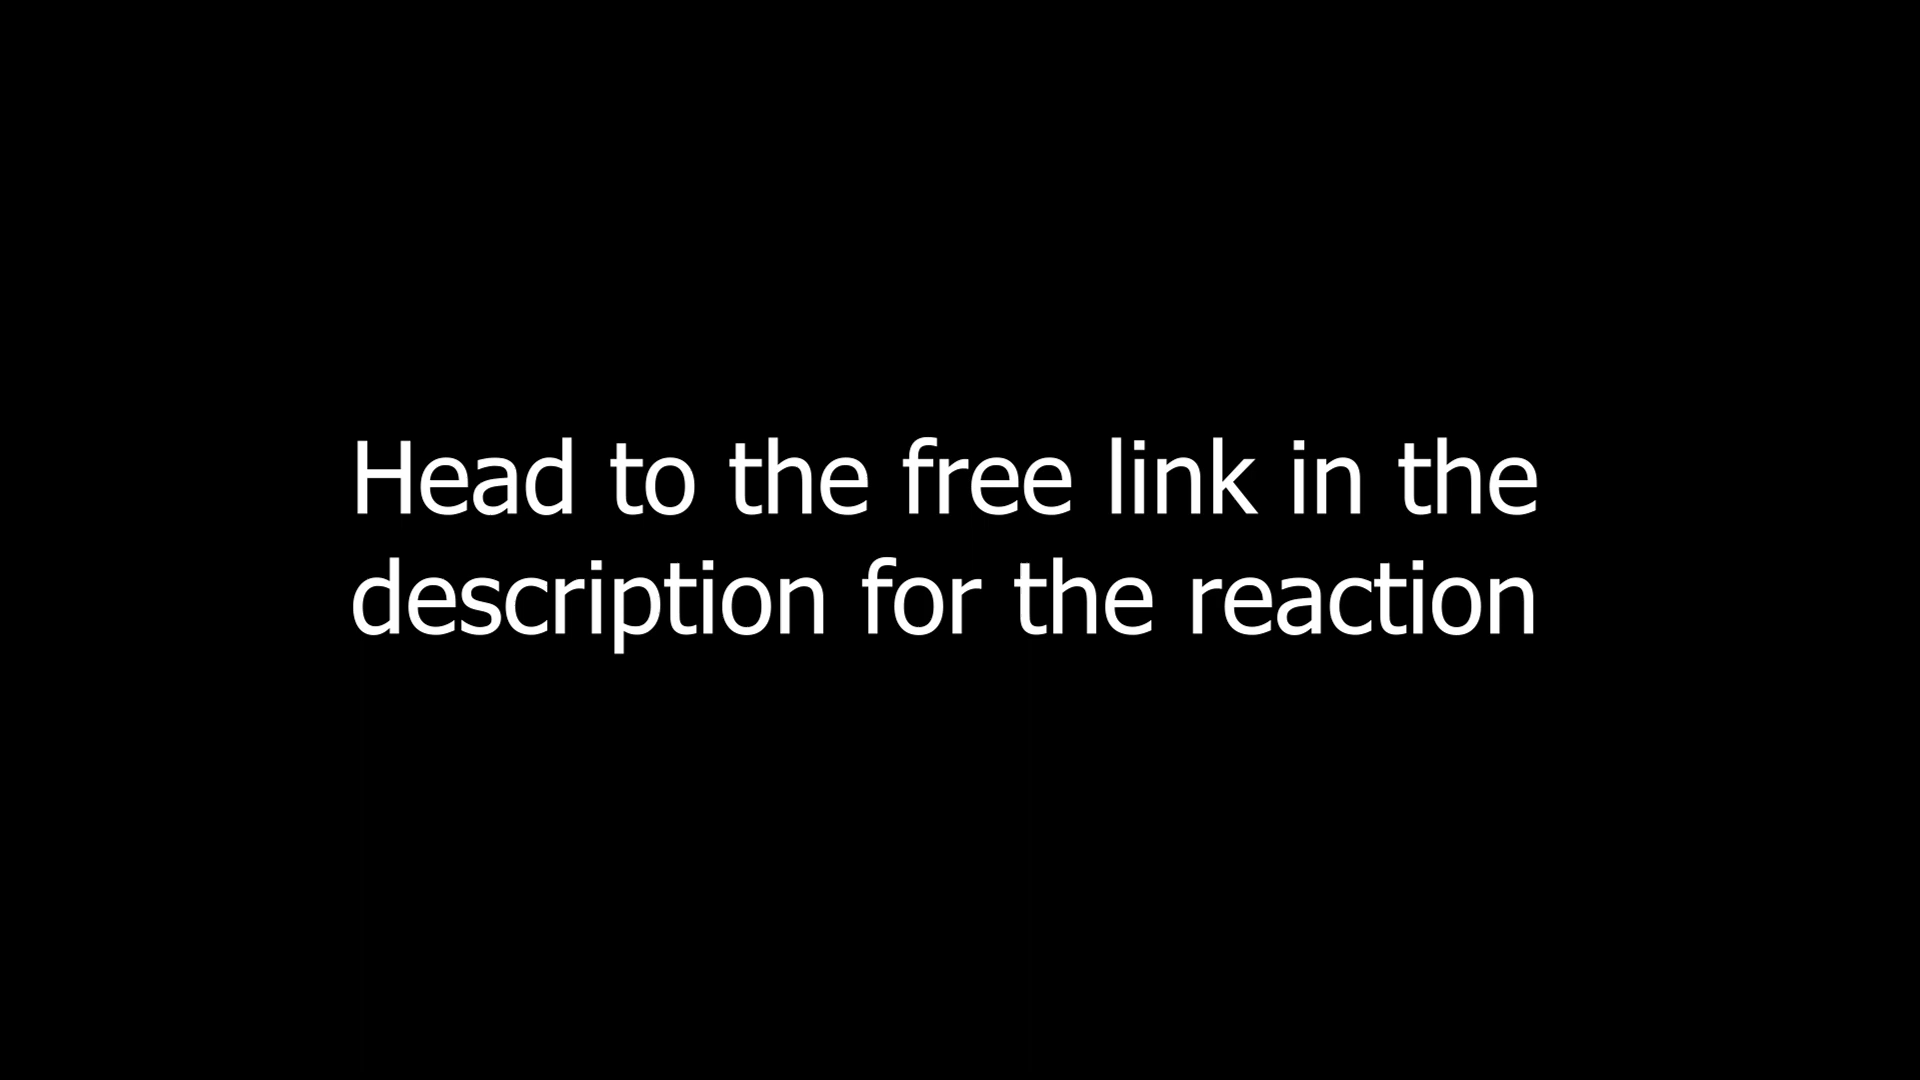 Head to the free link in the
description for the reaction